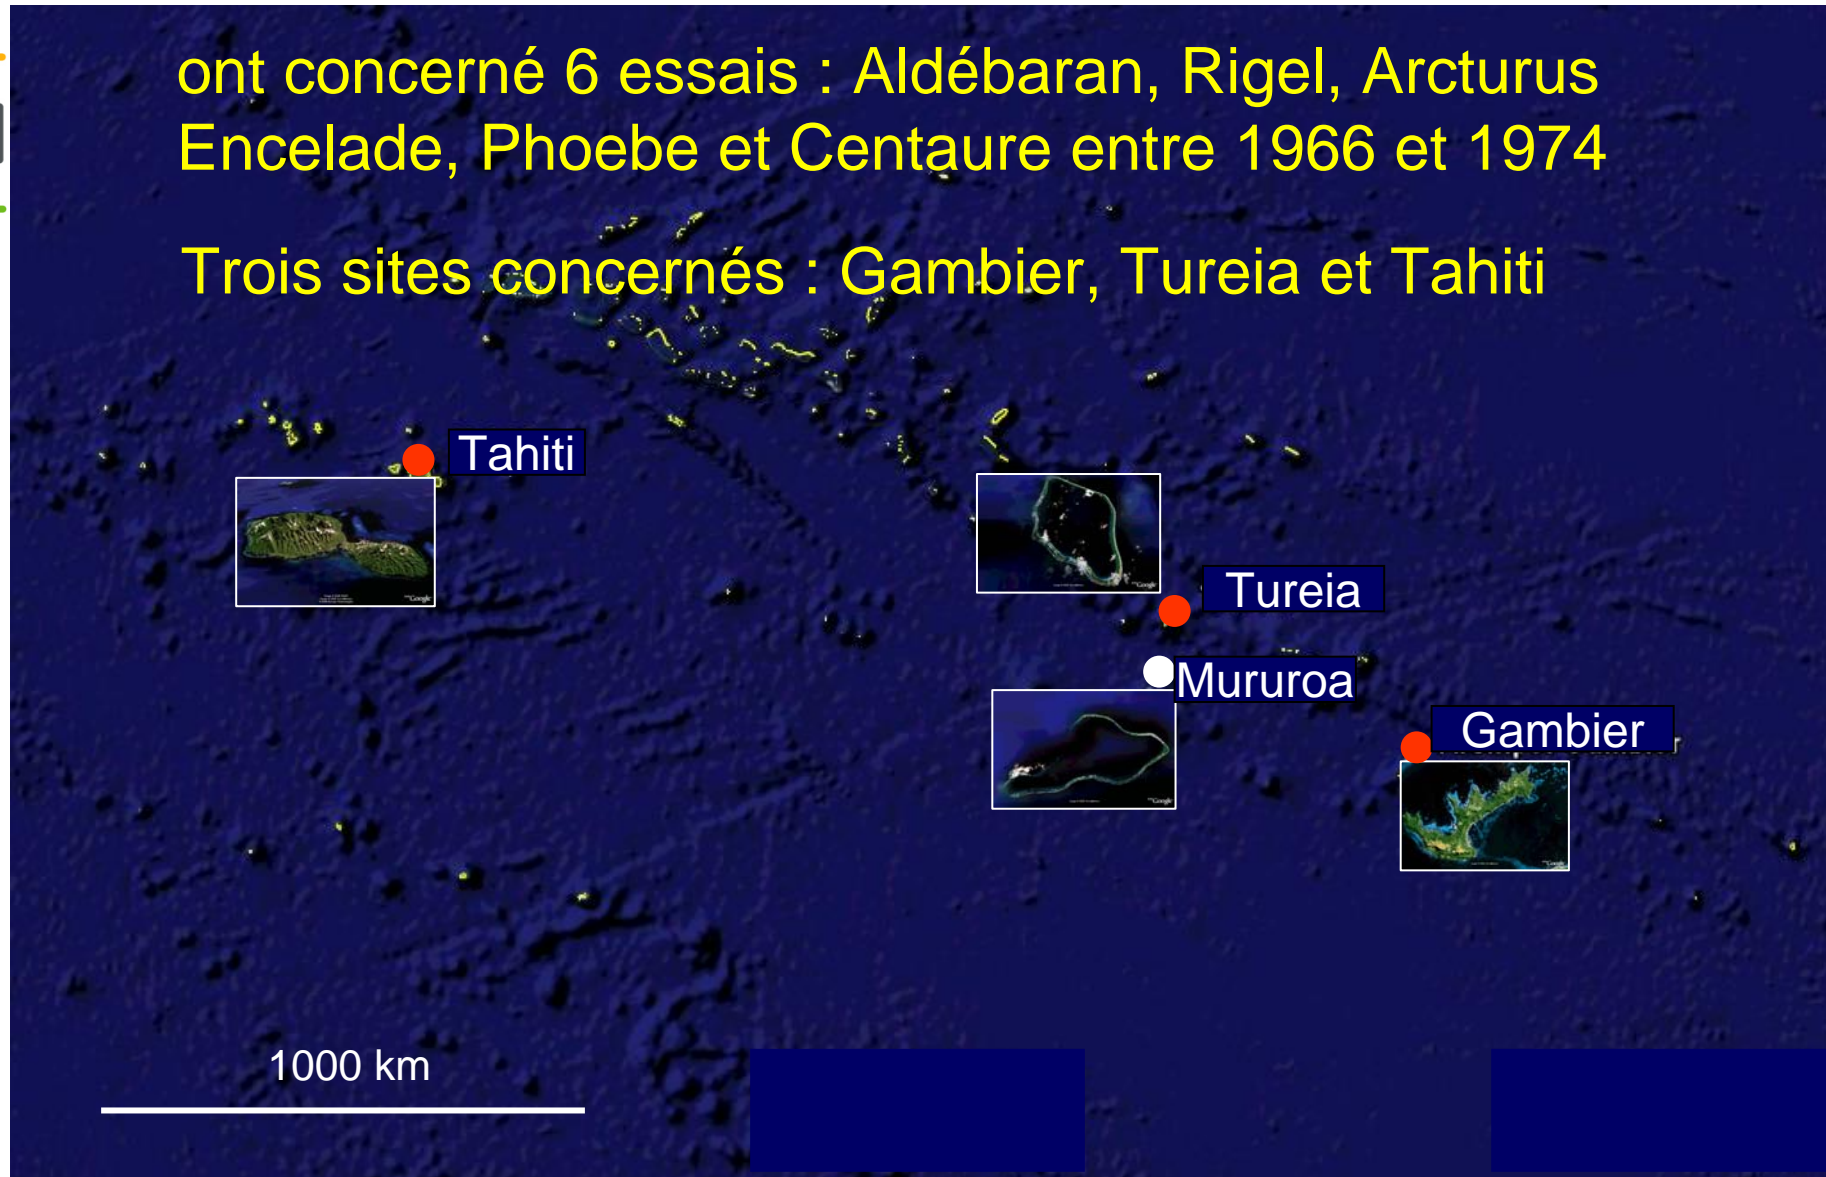 ont concerné 6 essais : Aldébaran, Rigel, Arcturus
Encelade, Phoebe et Centaure entre 1966 et 1974
Trois sites concernés : Gambier, Tureia et Tahiti
Tahiti
Tureia
Mururoa
Gambier
1000 km